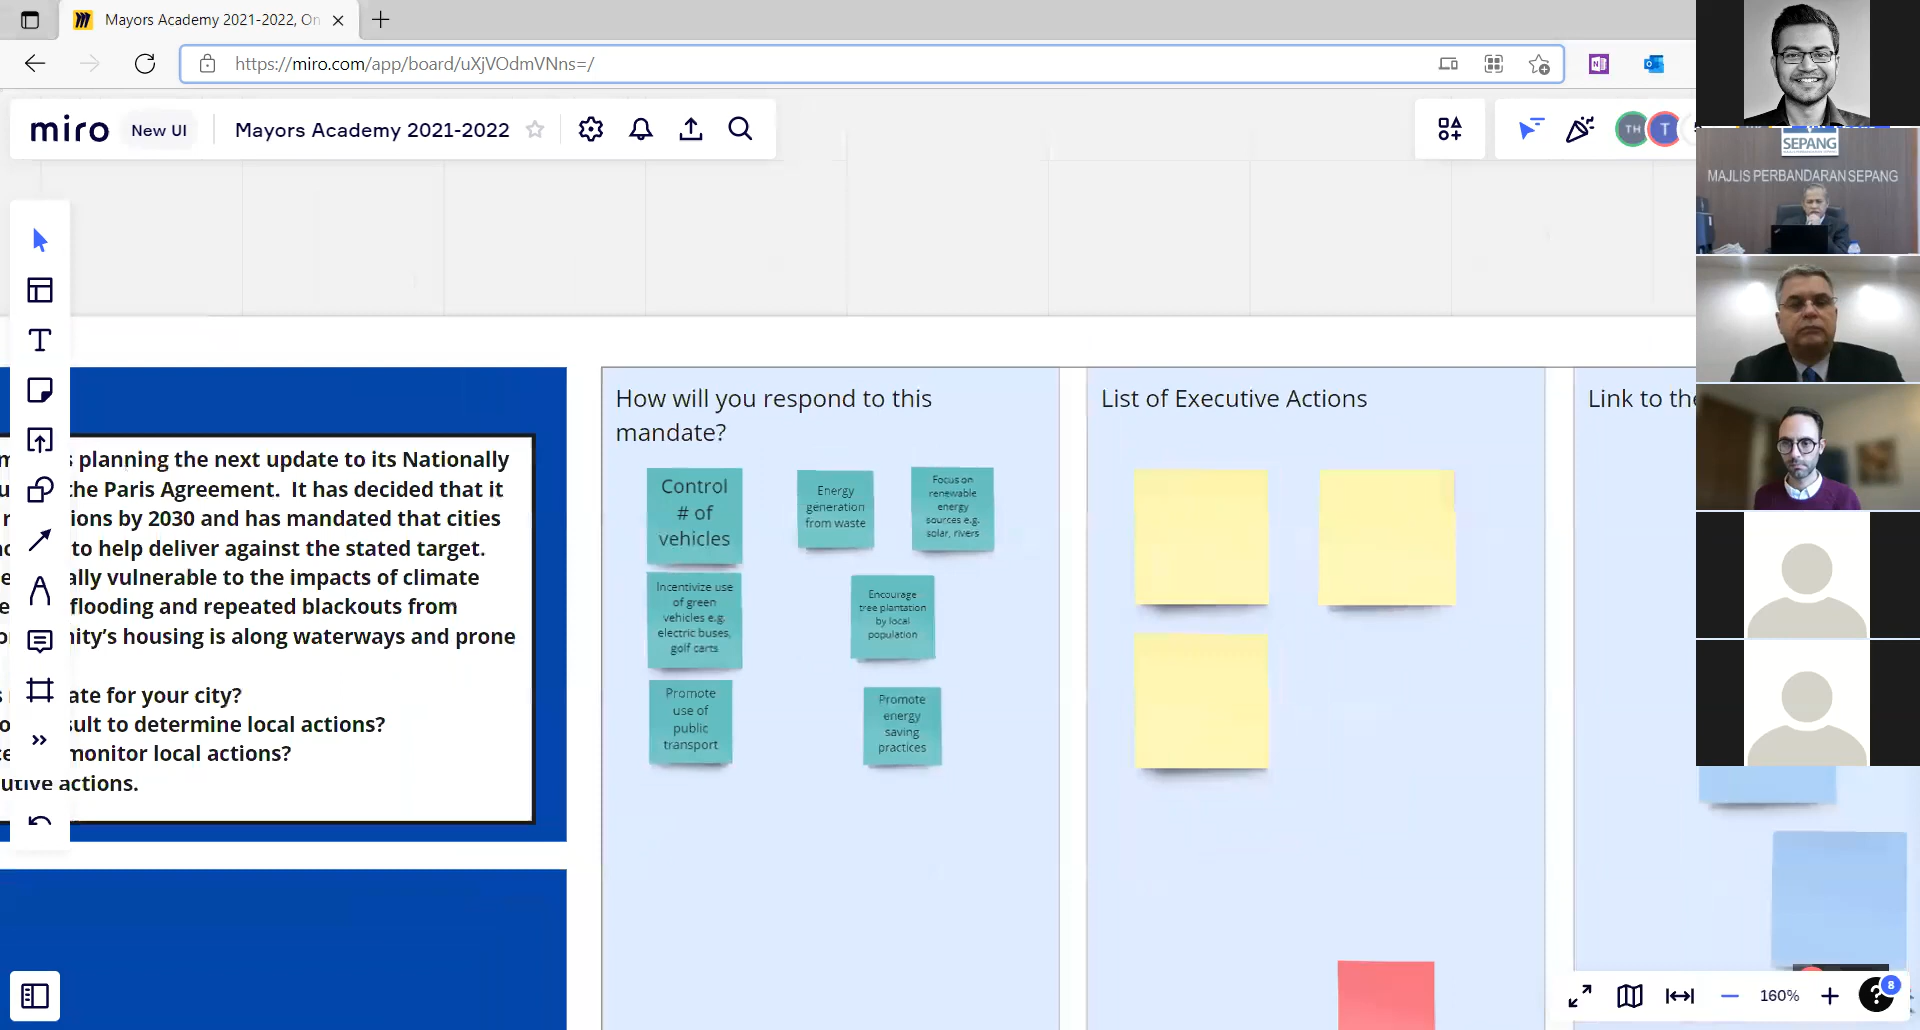 Mayors Academy 2021-2022, On
https://miro.com/app/board/uXjVOdmVNns=/
miro
New UI
Mayors Academy 2021-2022
TH
T
SEPANG
MAJLIS PERBANDARAN SEPANG
planning the next update to its Nationally
the Paris Agreement. It has decided that it
ions by 2030 and has mandated that cities
to help deliver against the stated target.
ally vulnerable to the impacts of climate
flooding and repeated blackouts from
nity's housing is along waterways and prone
ate for your city?
sult to determine local actions?
monitor local actions?
utive actions.
How will you respond to this
mandate?
Control
# of
vehicles
Energy
generation
from waste
Focus on
renewable
energy
sources e.g.
solar, rivers
Incentivize use
of green
vehicles e.g.
electric buses,
golf carts
Encourage
tree plantation
by local
population
Promote
use of
public
transport
Promote
energy
saving
practices
List of Executive Actions
Link to the
160%
8